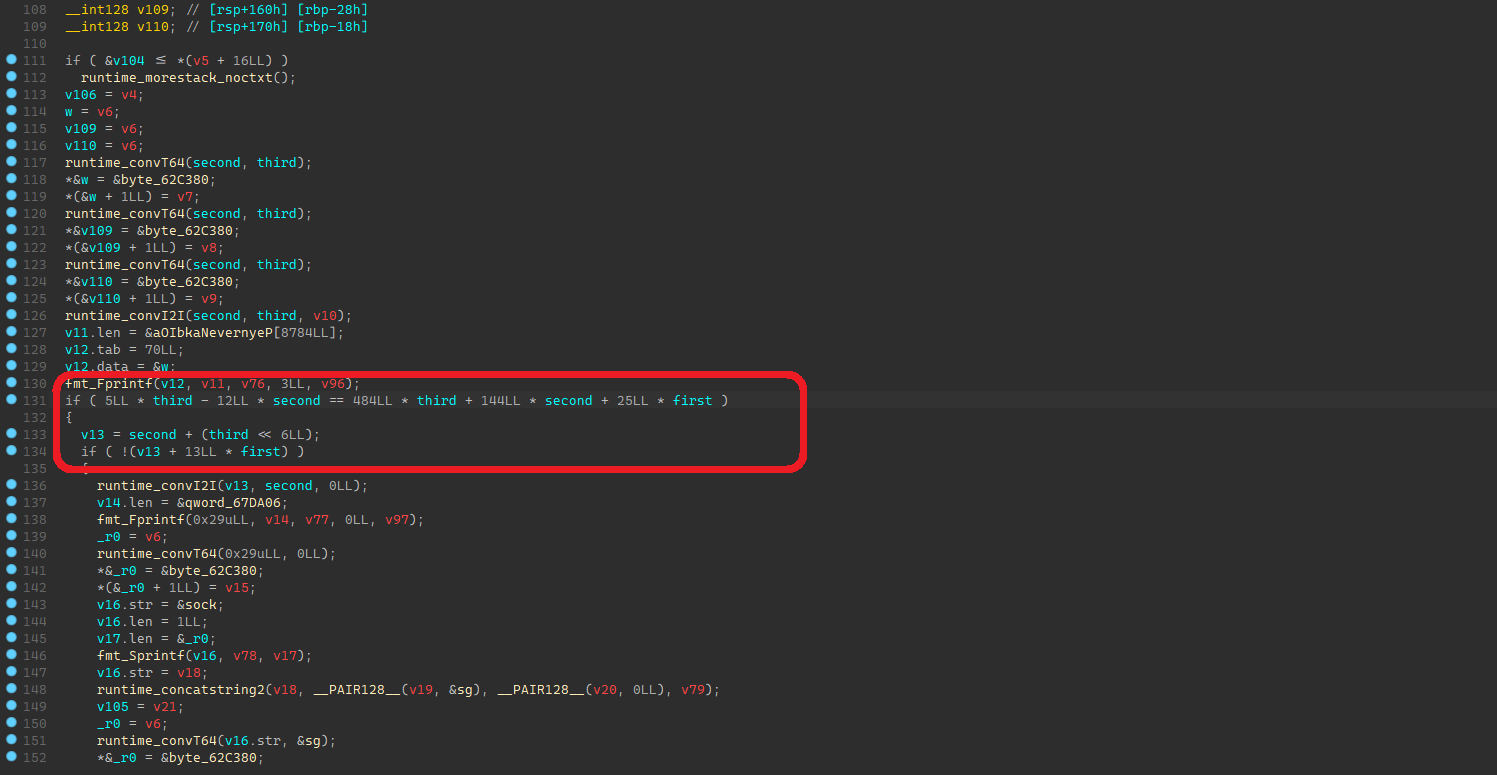 108 __int128 v109; // [rsp+160h] [rbp-28h]
109 __int128 v110; // [rsp+170h] [rbp-18h]
110
111 if ( &v104 ≤ *(v5 + 16LL) )
112 runtime_morestack_noctxt();
113 v106 = v4;
114 w = v6;
115 v109 = v6;
116 v110 = v6;
117 runtime_convT64(second, third);
118 *&w = &byte_62C380;
119 *(&w + 1LL) = v7;
120 runtime_convT64(second, third);
121 *&v109 = &byte_62C380;
122 *(&v109 + 1LL) = v8;
123 runtime_convT64(second, third);
124 *&v110 = &byte_62C380;
125 *(&v110 + 1LL) = v9;
126 runtime_convI2I(second, third, v10);
127 v11.len = &aOIbkaNevernyeP[8784LL];
128 v12.tab = 70LL;
129 v12.data = &w;
130 fmt_Fprintf(v12, v11, v76, 3LL, v96);
131 if ( 5LL * third - 12LL * second == 484LL * third + 144LL * second + 25LL * first )
132 {
133 v13 = second + (third << 6LL);
134 if ( !(v13 + 13LL * first) )
135 {
136 runtime_convI2I(v13, second, 0LL);
137 v14.len = &qword_67DA06;
138 fmt_Fprintf(0x29uLL, v14, v77, 0LL, v97);
139 _r0 = v6;
140 runtime_convT64(0x29uLL, 0LL);
141 *&_r0 = &byte_62C380;
142 *(&_r0 + 1LL) = v15;
143 v16.str = &sock;
144 v16.len = 1LL;
145 v17.len = &_r0;
146 fmt_Sprintf(v16, v78, v17);
147 v16.str = v18;
148 runtime_concatstring2(v18, __PAIR128__(v19, &sg), __PAIR128__(v20, 0LL), v79);
149 v105 = v21;
150 _r0 = v6;
151 runtime_convT64(v16.str, &sg);
152 *&_r0 = &byte_62C380;